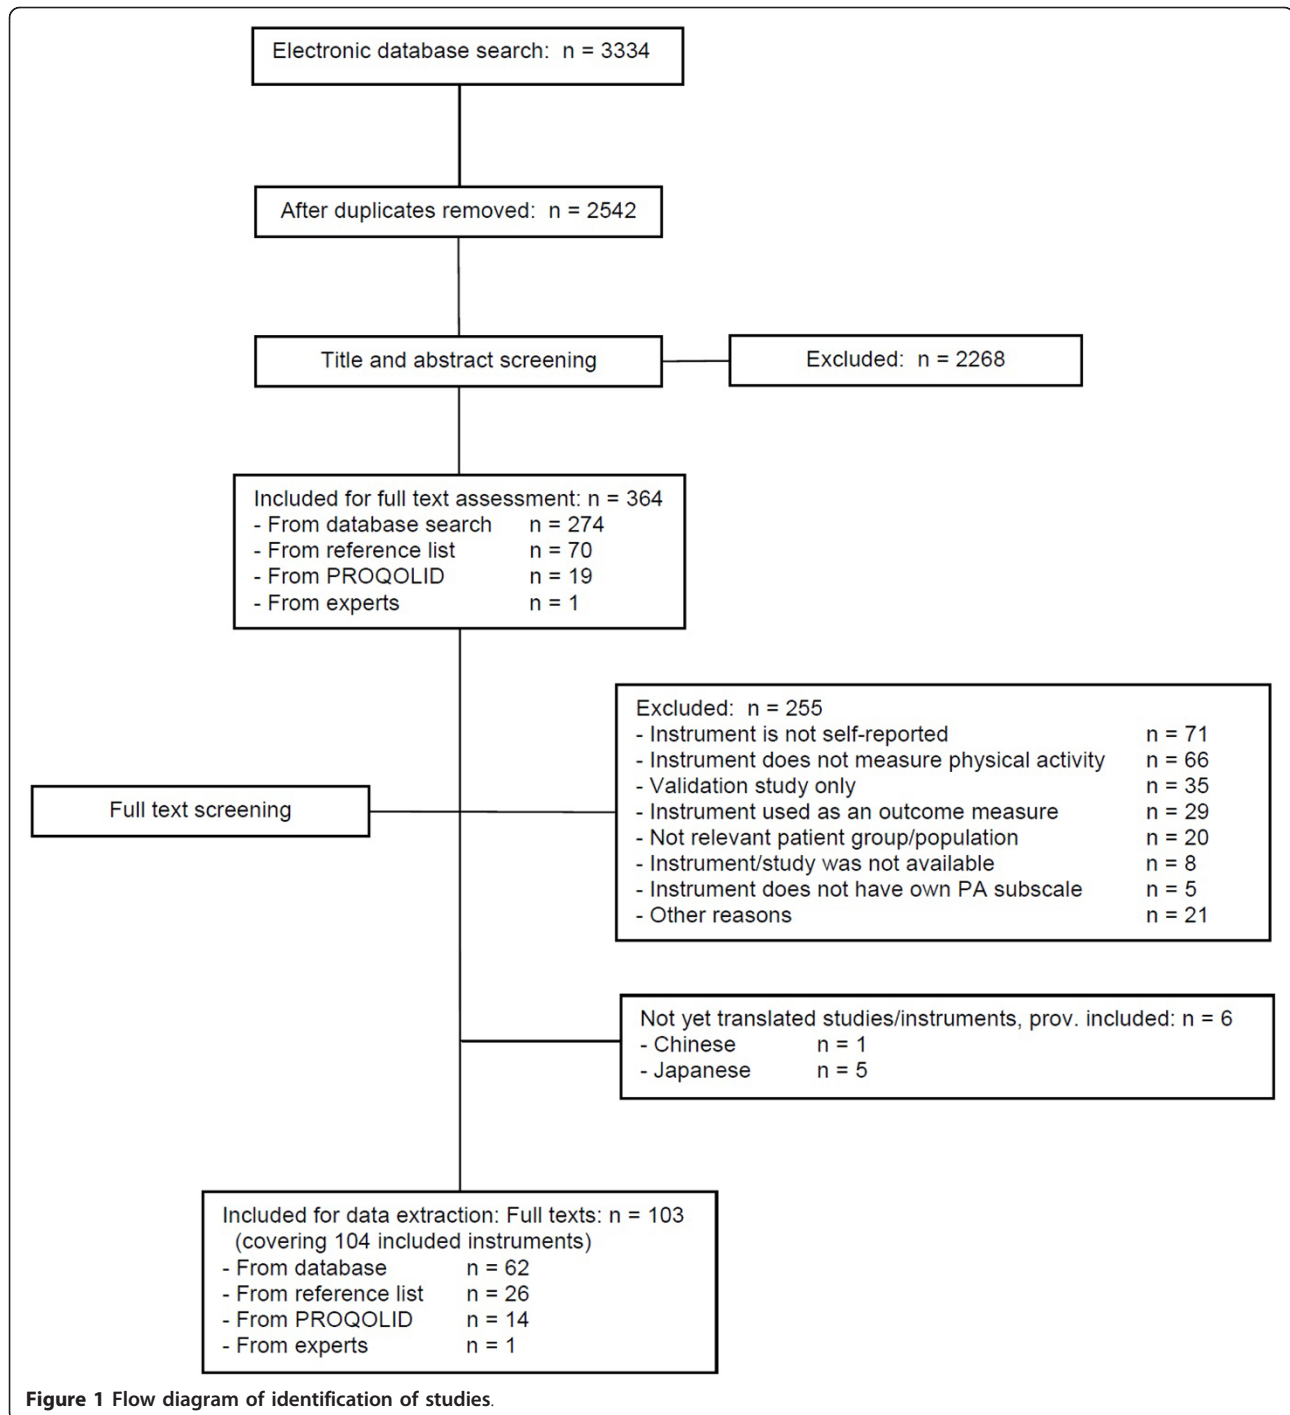 Electronic database search: n = 3334
After duplicates removed: n = 2542
Title and abstract screening
Excluded: n = 2268
Included for full text assessment: n = 364
- From database search n = 274
- From reference list n = 70
- From PROQOLID n = 19
- From experts n = 1
Full text screening
Excluded: n = 255
- Instrument is not self-reported n = 71
- Instrument does not measure physical activity n = 66
- Validation study only n = 35
- Instrument used as an outcome measure n = 29
- Not relevant patient group/population n = 20
- Instrument/study was not available n = 8
- Instrument does not have own PA subscale n = 5
- Other reasons n = 21
Not yet translated studies/instruments, prov. included: n = 6
- Chinese n = 1
- Japanese n = 5
Included for data extraction: Full texts: n = 103
(covering 104 included instruments)
- From database n = 62
- From reference list n = 26
- From PROQOLID n = 14
- From experts n = 1
Figure 1 Flow diagram of identification of studies.